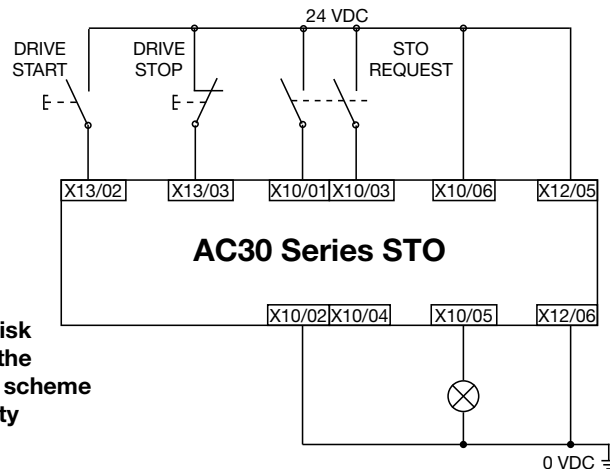 24 VDC
DRIVE START
DRIVE STOP
STO REQUEST
X13/02 X13/03 X10/01 X10/03 X10/06 X12/05
AC30 Series STO
X10/02 X10/04 X10/05 X12/06
isk
the
scheme
ty
0 VDC